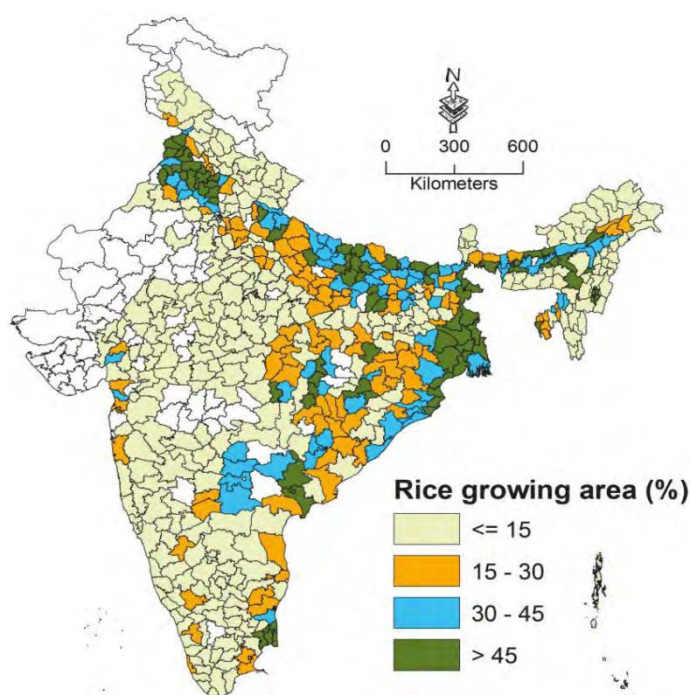 N
0 300 600
Kilometers
Rice growing area (%)
<= 15
15 - 30
30 - 45
> 45